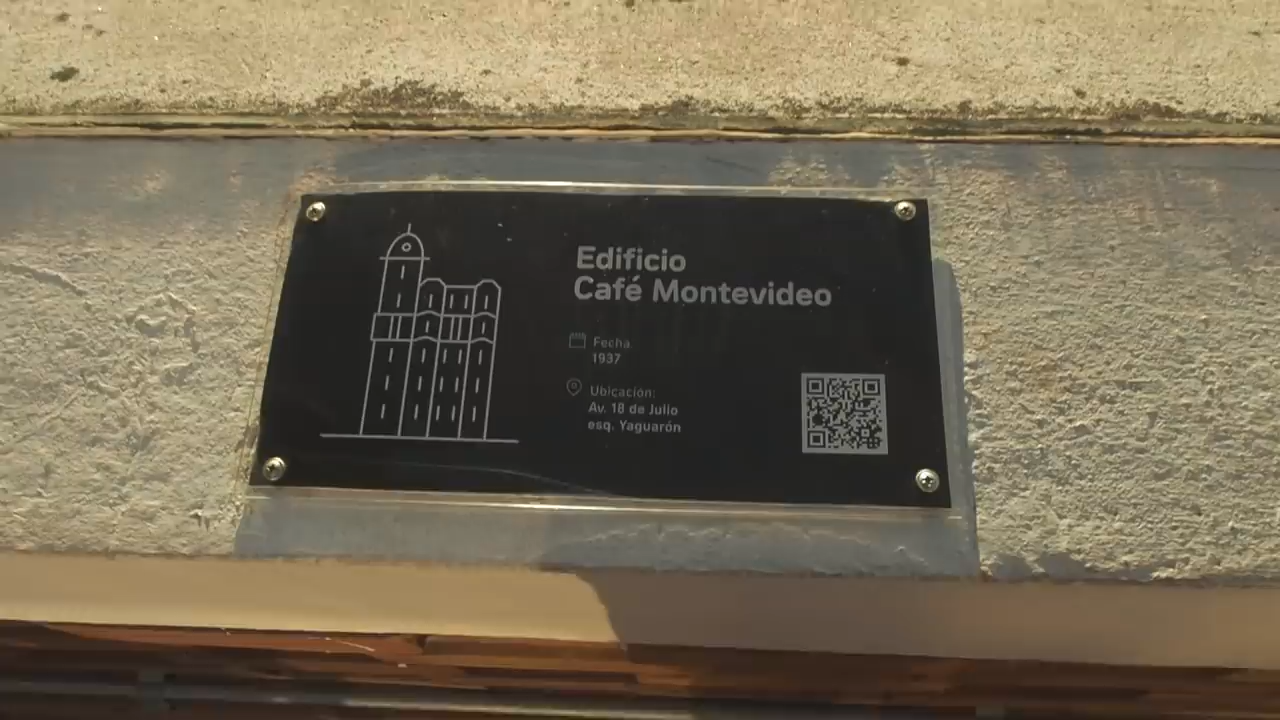 Edificio
Café Montevideo
Fecha:
1937
Ubicación:
Av. 18 de Julio
esq. Yaguarón